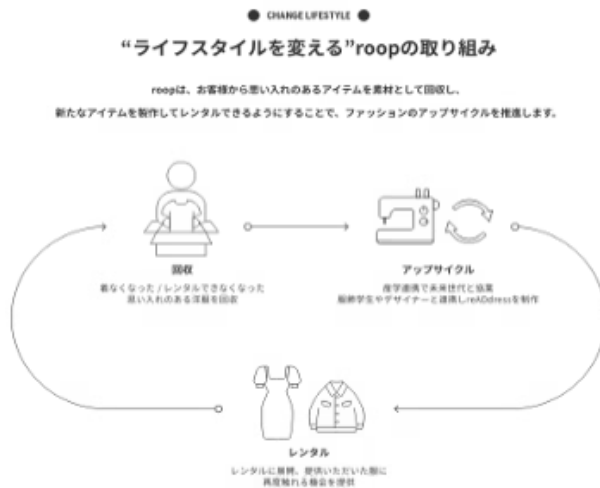 CHANGE LIFESTYLE
“ライフスタイルを変える”roopの取り組み
roopは、お客様から思い入れのあるアイテムを素材として回収し、
新たなアイテムを製作してレンタルできるようにすることで、ファッションのアップサイクルを推進します。
回収
着なくなった / レンタルできなくなった
思い入れのある洋服を回収
アップサイクル
産学連携で未来世代と協業
服飾学生やデザイナーと連携しreADdressを制作
レンタル
レンタルに展開、提供いただいた服に
再度触れる機会を提供